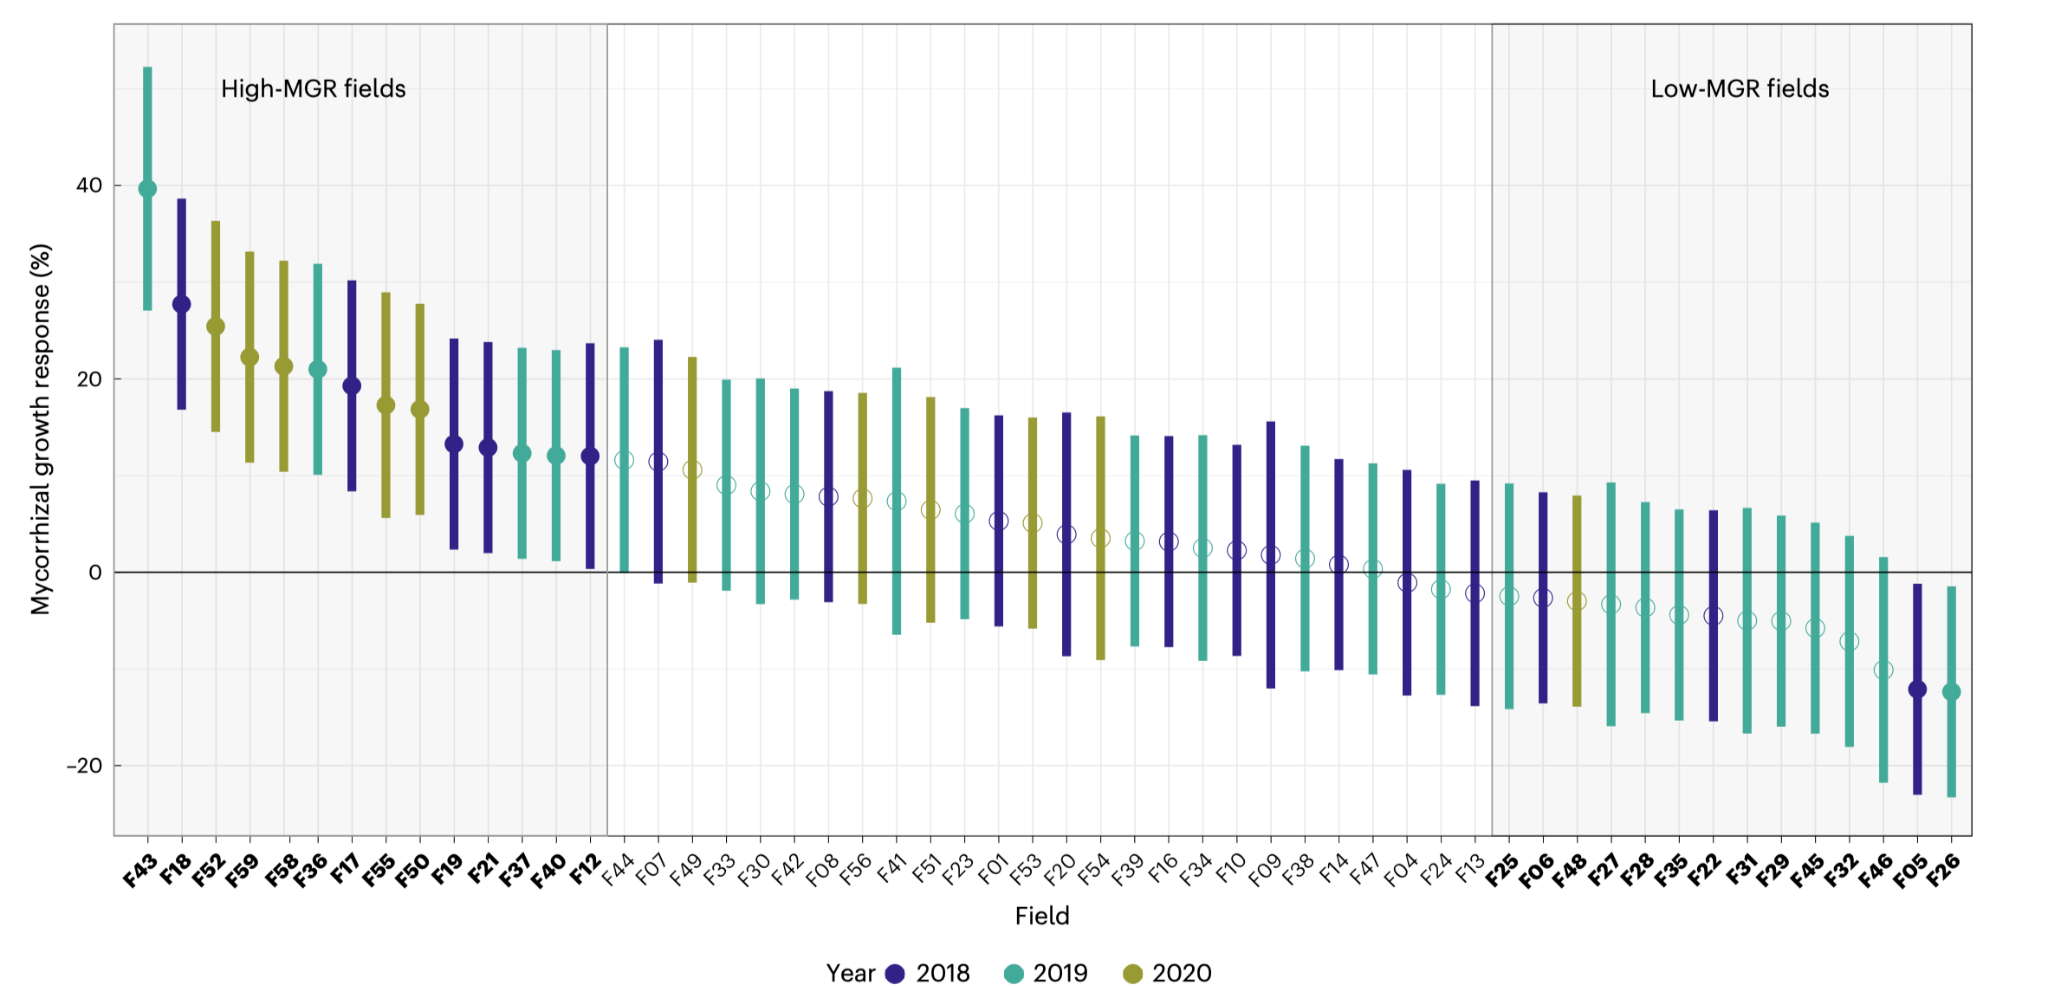 High-MGR fields
Low-MGR fields
Mycorrhizal growth response (%)
40
20
0
–20
F43 F18 F52 F59 F58 F36 F17 F55 F50 F19 F21 F37 F40 F12 F44 F07 F49 F33 F30 F42 F08 F56 F41 F51 F23 F01 F53 F20 F54 F39 F16 F34 F10 F09 F38 F14 F47 F04 F24 F13 F25 F06 F48 F27 F28 F35 F22 F31 F29 F45 F32 F46 F05 F26
Field
Year 2018 2019 2020